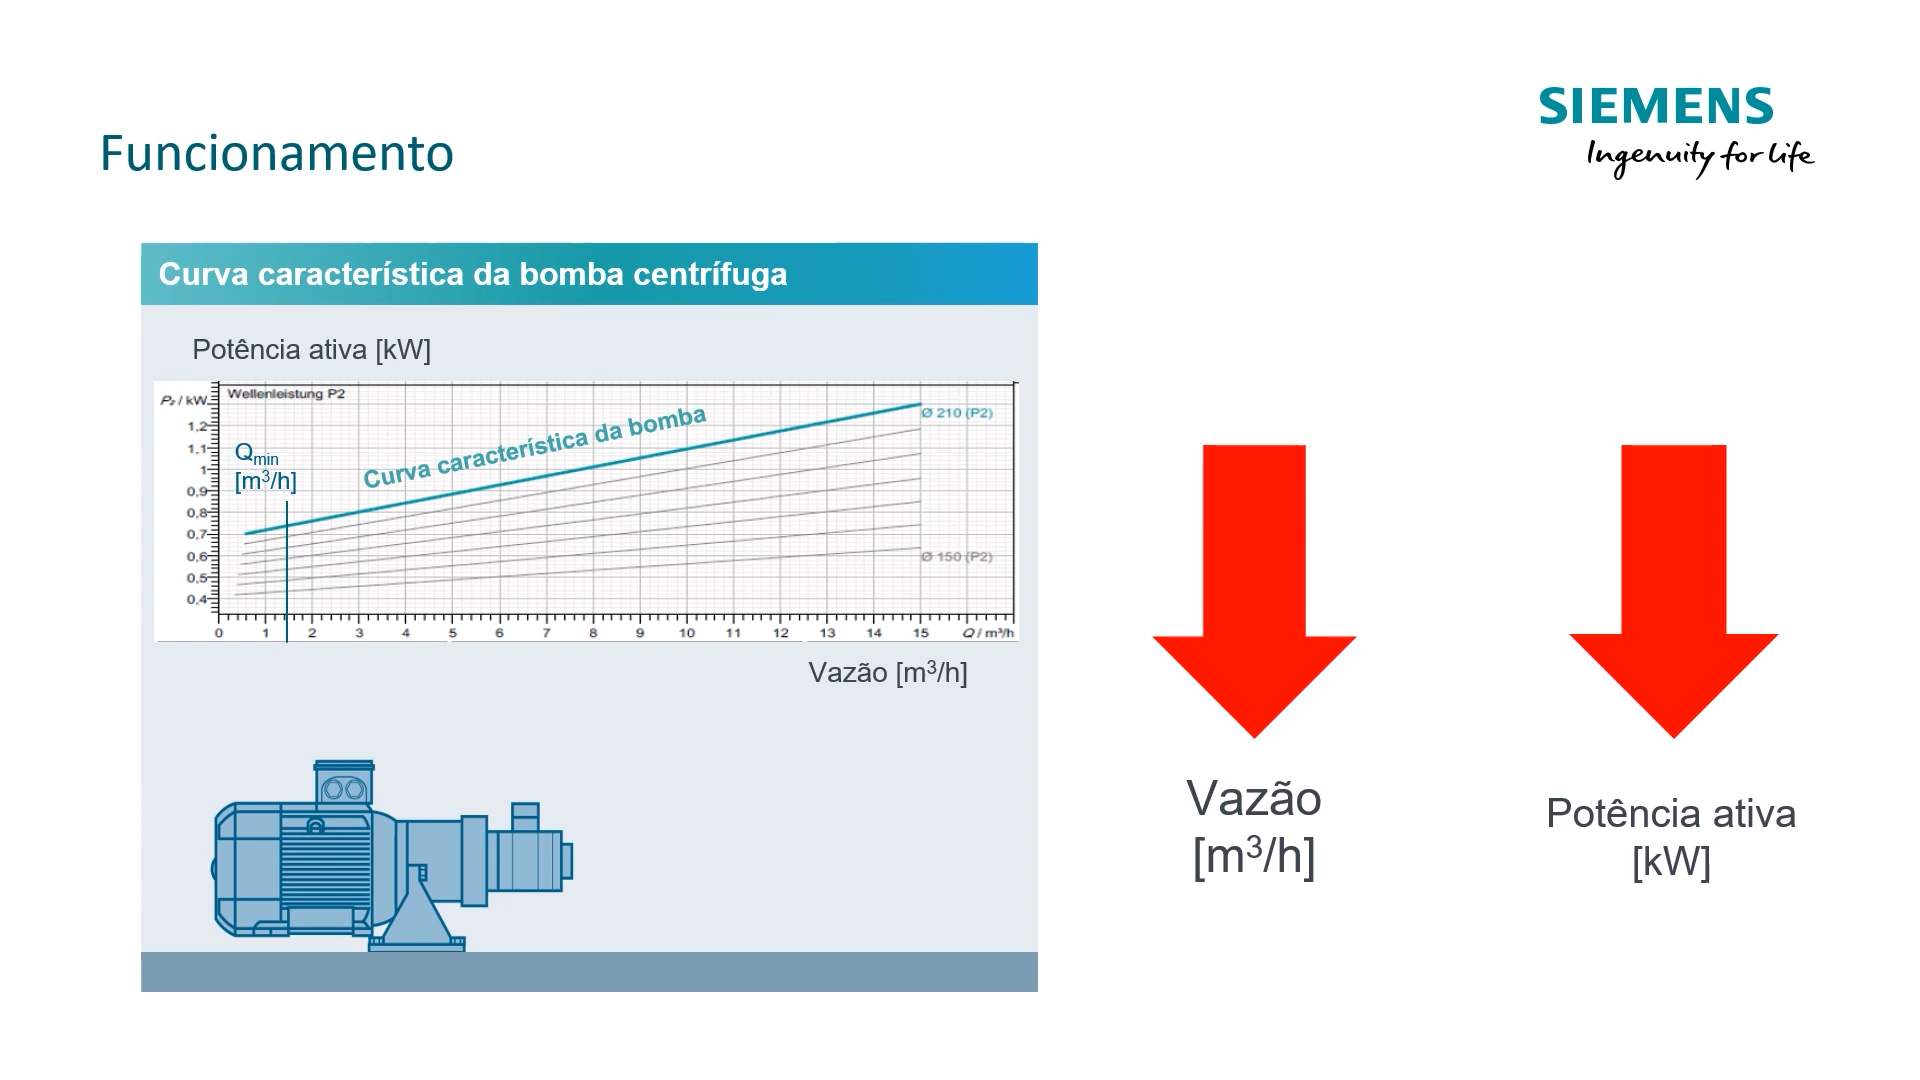 SIEMENS
Ingenuity for life
Funcionamento
Curva característica da bomba centrífuga
Potência ativa [kW]
P₂ / kW
Wellenleistung P2
Curva característica da bomba
Ø 210 (P2)
1,2
1,1
1
0,9
0,8
0,7
0,6
0,5
0,4
Qmin
[m³/h]
Ø 150 (P2)
0 1 2 3 4 5 6 7 8 9 10 11 12 13 14 15 Q / m³/h
Vazão [m³/h]
Vazão
[m³/h]
Potência ativa
[kW]